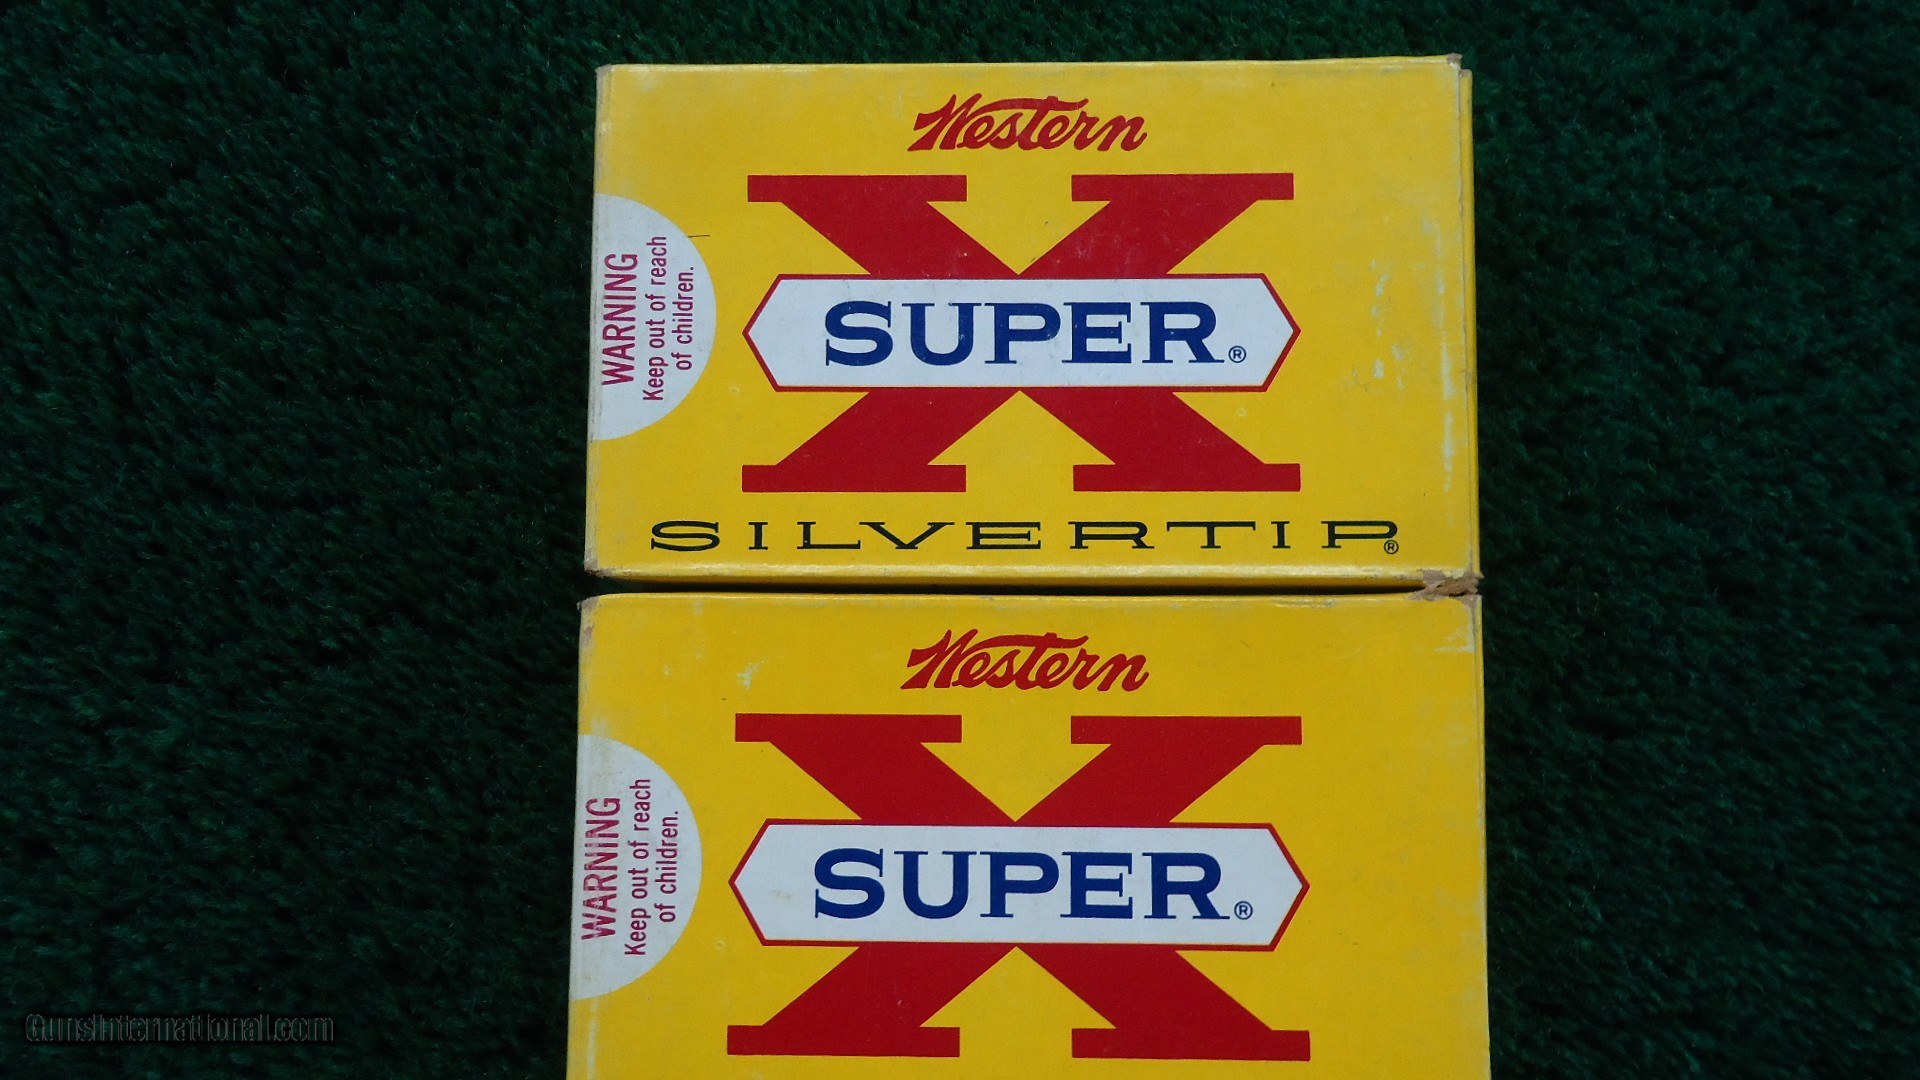 Western
X
SUPER®
WARNING
Keep out of reach
of children.
SILVERTIP®
Western
X
SUPER®
WARNING
Keep out of reach
of children.
GunsInternational.com